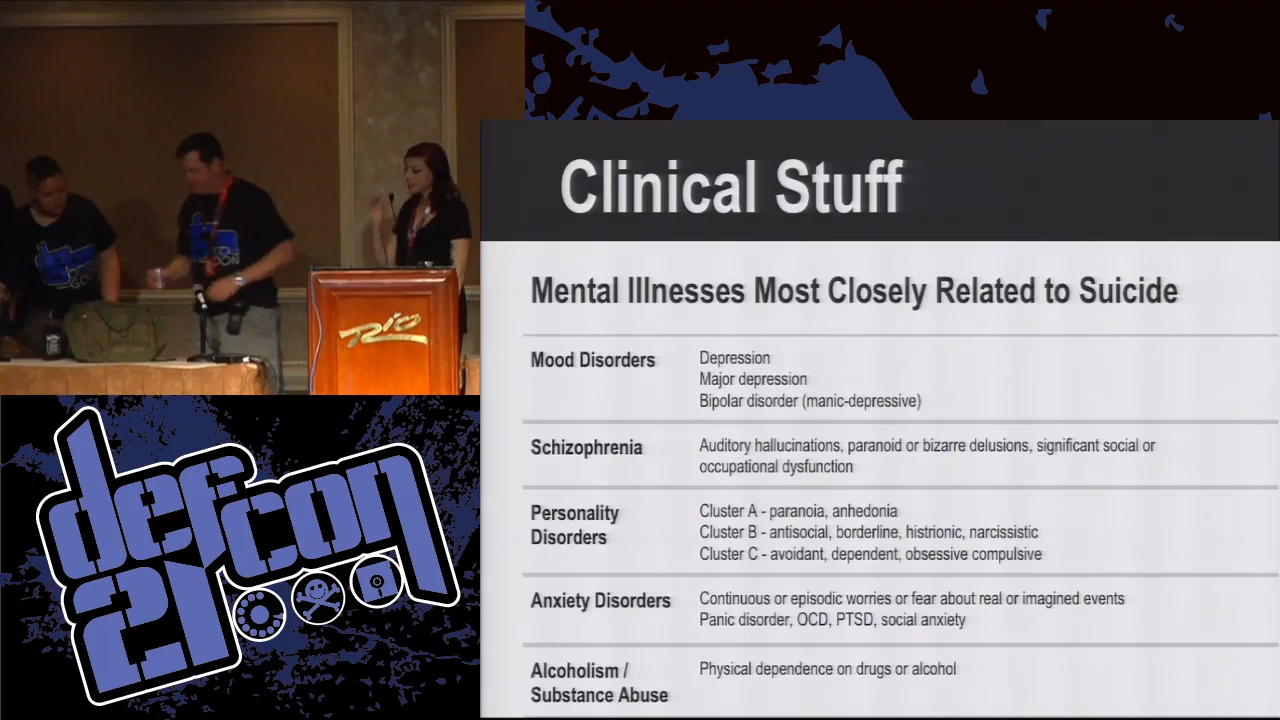 Clinical Stuff
Mental Illnesses Most Closely Related to Suicide
Mood Disorders
Depression
Major depression
Bipolar disorder (manic-depressive)
Schizophrenia
Auditory hallucinations, paranoid or bizarre delusions, significant social or
occupational dysfunction
Personality
Disorders
Cluster A - paranoia, anhedonia
Cluster B - antisocial, borderline, histrionic, narcissistic
Cluster C - avoidant, dependent, obsessive compulsive
Anxiety Disorders
Continuous or episodic worries or fear about real or imagined events
Panic disorder, OCD, PTSD, social anxiety
Alcoholism /
Substance Abuse
Physical dependence on drugs or alcohol
Rio
defcon
21